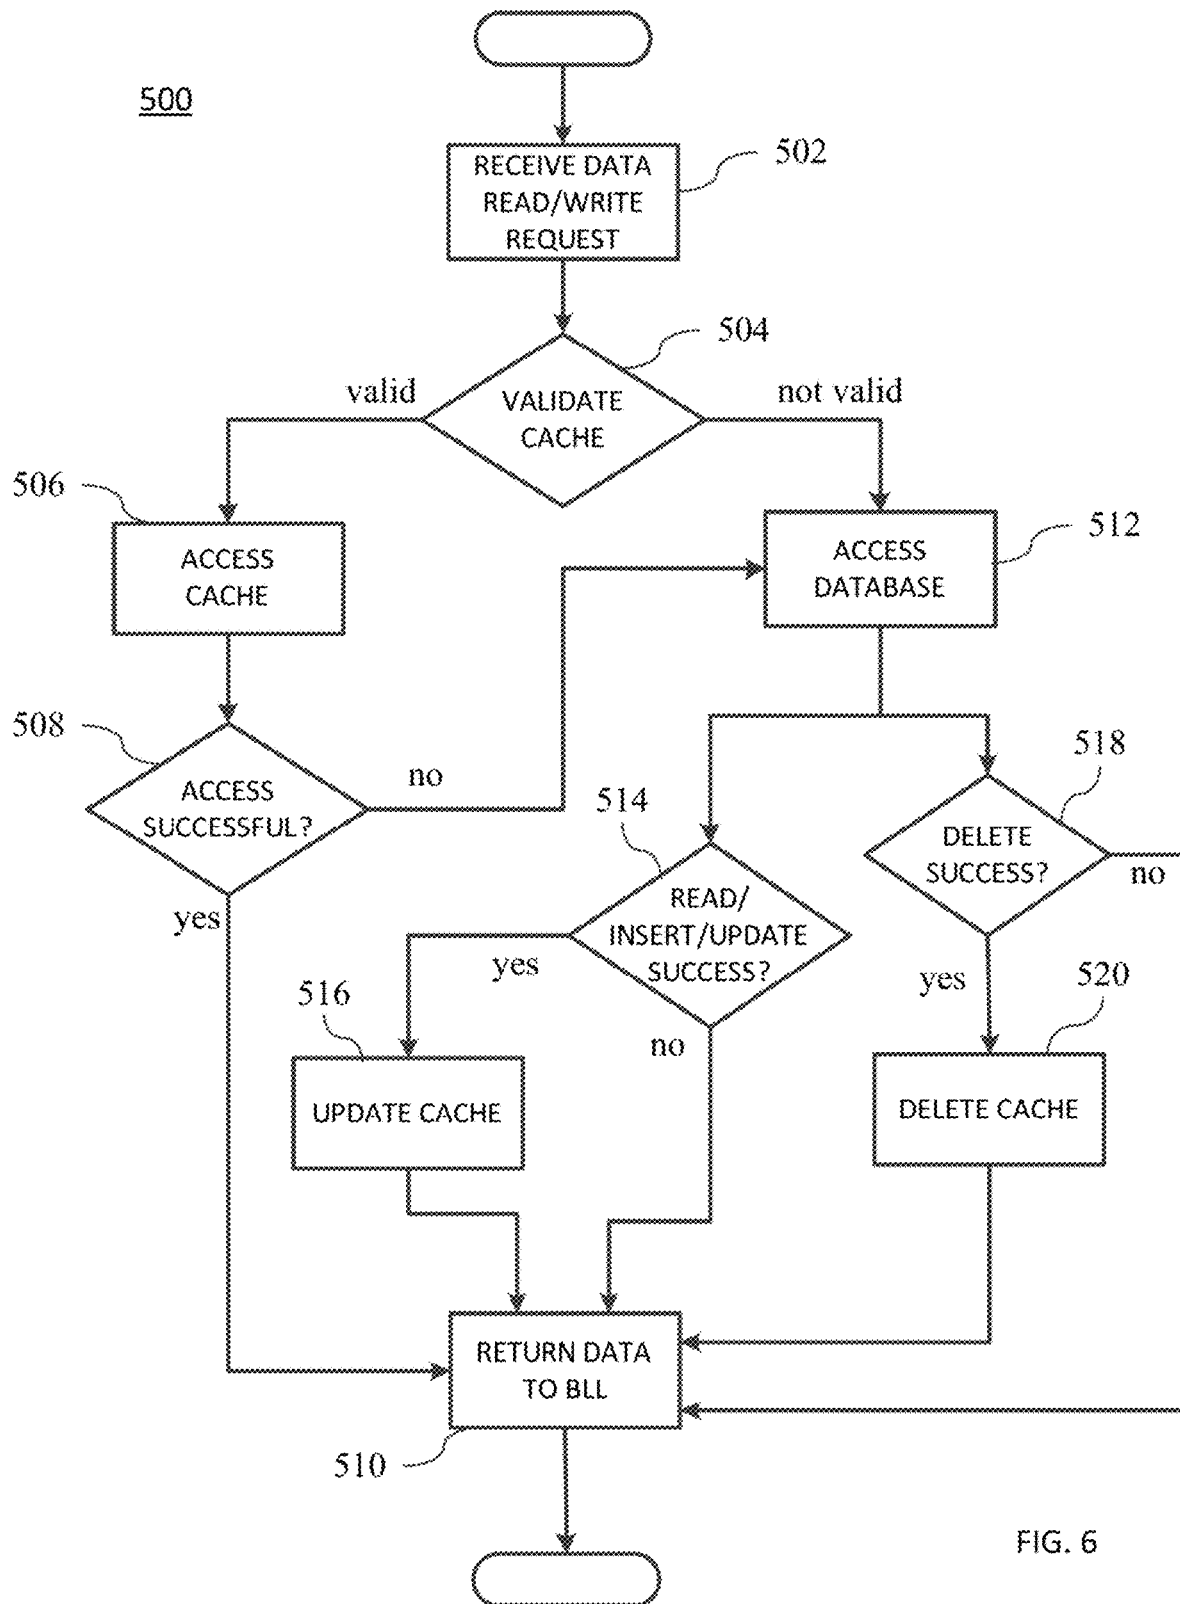 500
RECEIVE DATA
READ/WRITE
REQUEST
502
504
valid
VALIDATE
CACHE
not valid
506
ACCESS
CACHE
ACCESS
DATABASE
512
508
ACCESS
SUCCESSFUL?
no
514
518
DELETE
SUCCESS?
no
yes
READ/
INSERT/UPDATE
SUCCESS?
yes
yes
516
520
no
UPDATE CACHE
DELETE CACHE
RETURN DATA
TO BLL
510
FIG. 6